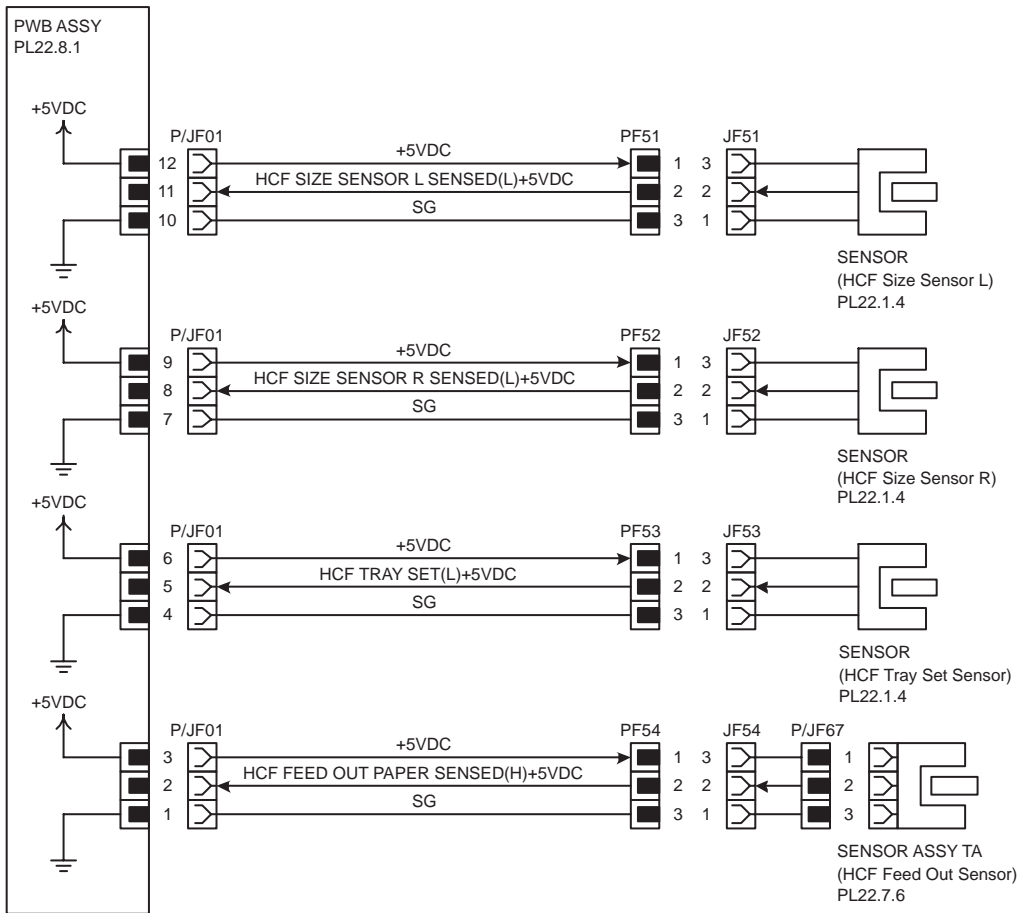 PWB ASSY
PL22.8.1
+5VDC
P/JF01
PF51
JF51
12
+5VDC
1
3
11
HCF SIZE SENSOR L SENSED(L)+5VDC
2
2
10
SG
3
1
SENSOR
(HCF Size Sensor L)
PL22.1.4
+5VDC
P/JF01
PF52
JF52
9
+5VDC
1
3
8
HCF SIZE SENSOR R SENSED(L)+5VDC
2
2
7
SG
3
1
SENSOR
(HCF Size Sensor R)
PL22.1.4
+5VDC
P/JF01
PF53
JF53
6
+5VDC
1
3
5
HCF TRAY SET(L)+5VDC
2
2
4
SG
3
1
SENSOR
(HCF Tray Set Sensor)
PL22.1.4
+5VDC
P/JF01
PF54
JF54
P/JF67
3
+5VDC
1
3
1
2
HCF FEED OUT PAPER SENSED(H)+5VDC
2
2
2
1
SG
3
1
3
SENSOR ASSY TA
(HCF Feed Out Sensor)
PL22.7.6